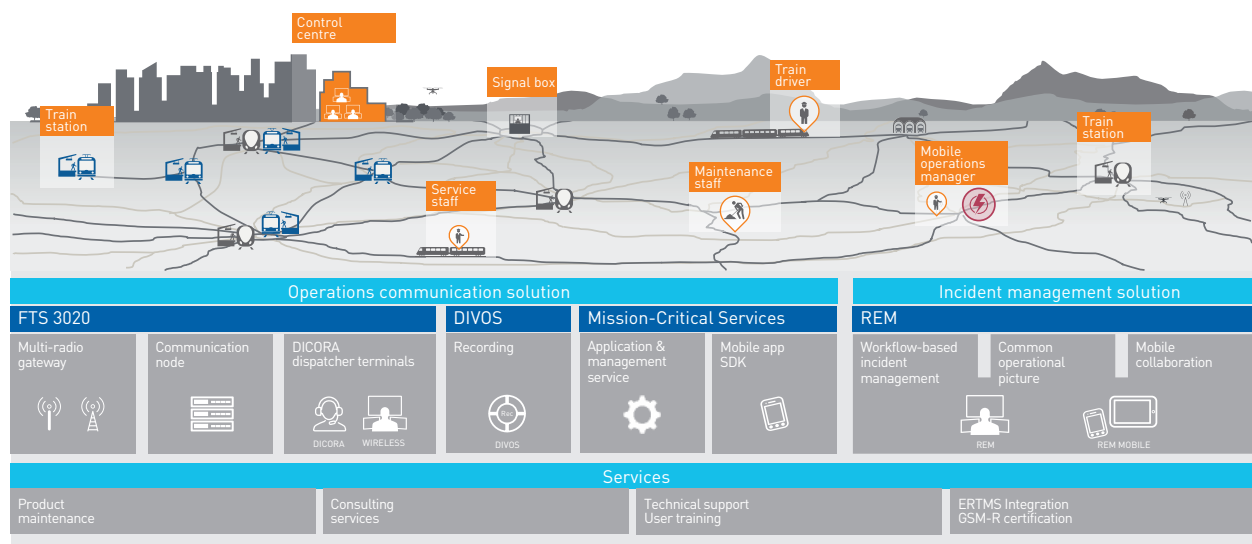 Control
centre
Train
station
Signal box
Train
driver
Train
station
Service
staff
Maintenance
staff
Mobile
operations
manager
Operations communication solution
Incident management solution
FTS 3020
DIVOS
Mission-Critical Services
REM
Multi-radio
gateway
Communication
node
DICORA
dispatcher terminals
DICORA
WIRELESS
Recording
Rec
DIVOS
Application &
management
service
Mobile app
SDK
Workflow-based
incident
management
Common
operational
picture
Mobile
collaboration
REM
REM MOBILE
Services
Product
maintenance
Consulting
services
Technical support
User training
ERTMS Integration
GSM-R certification